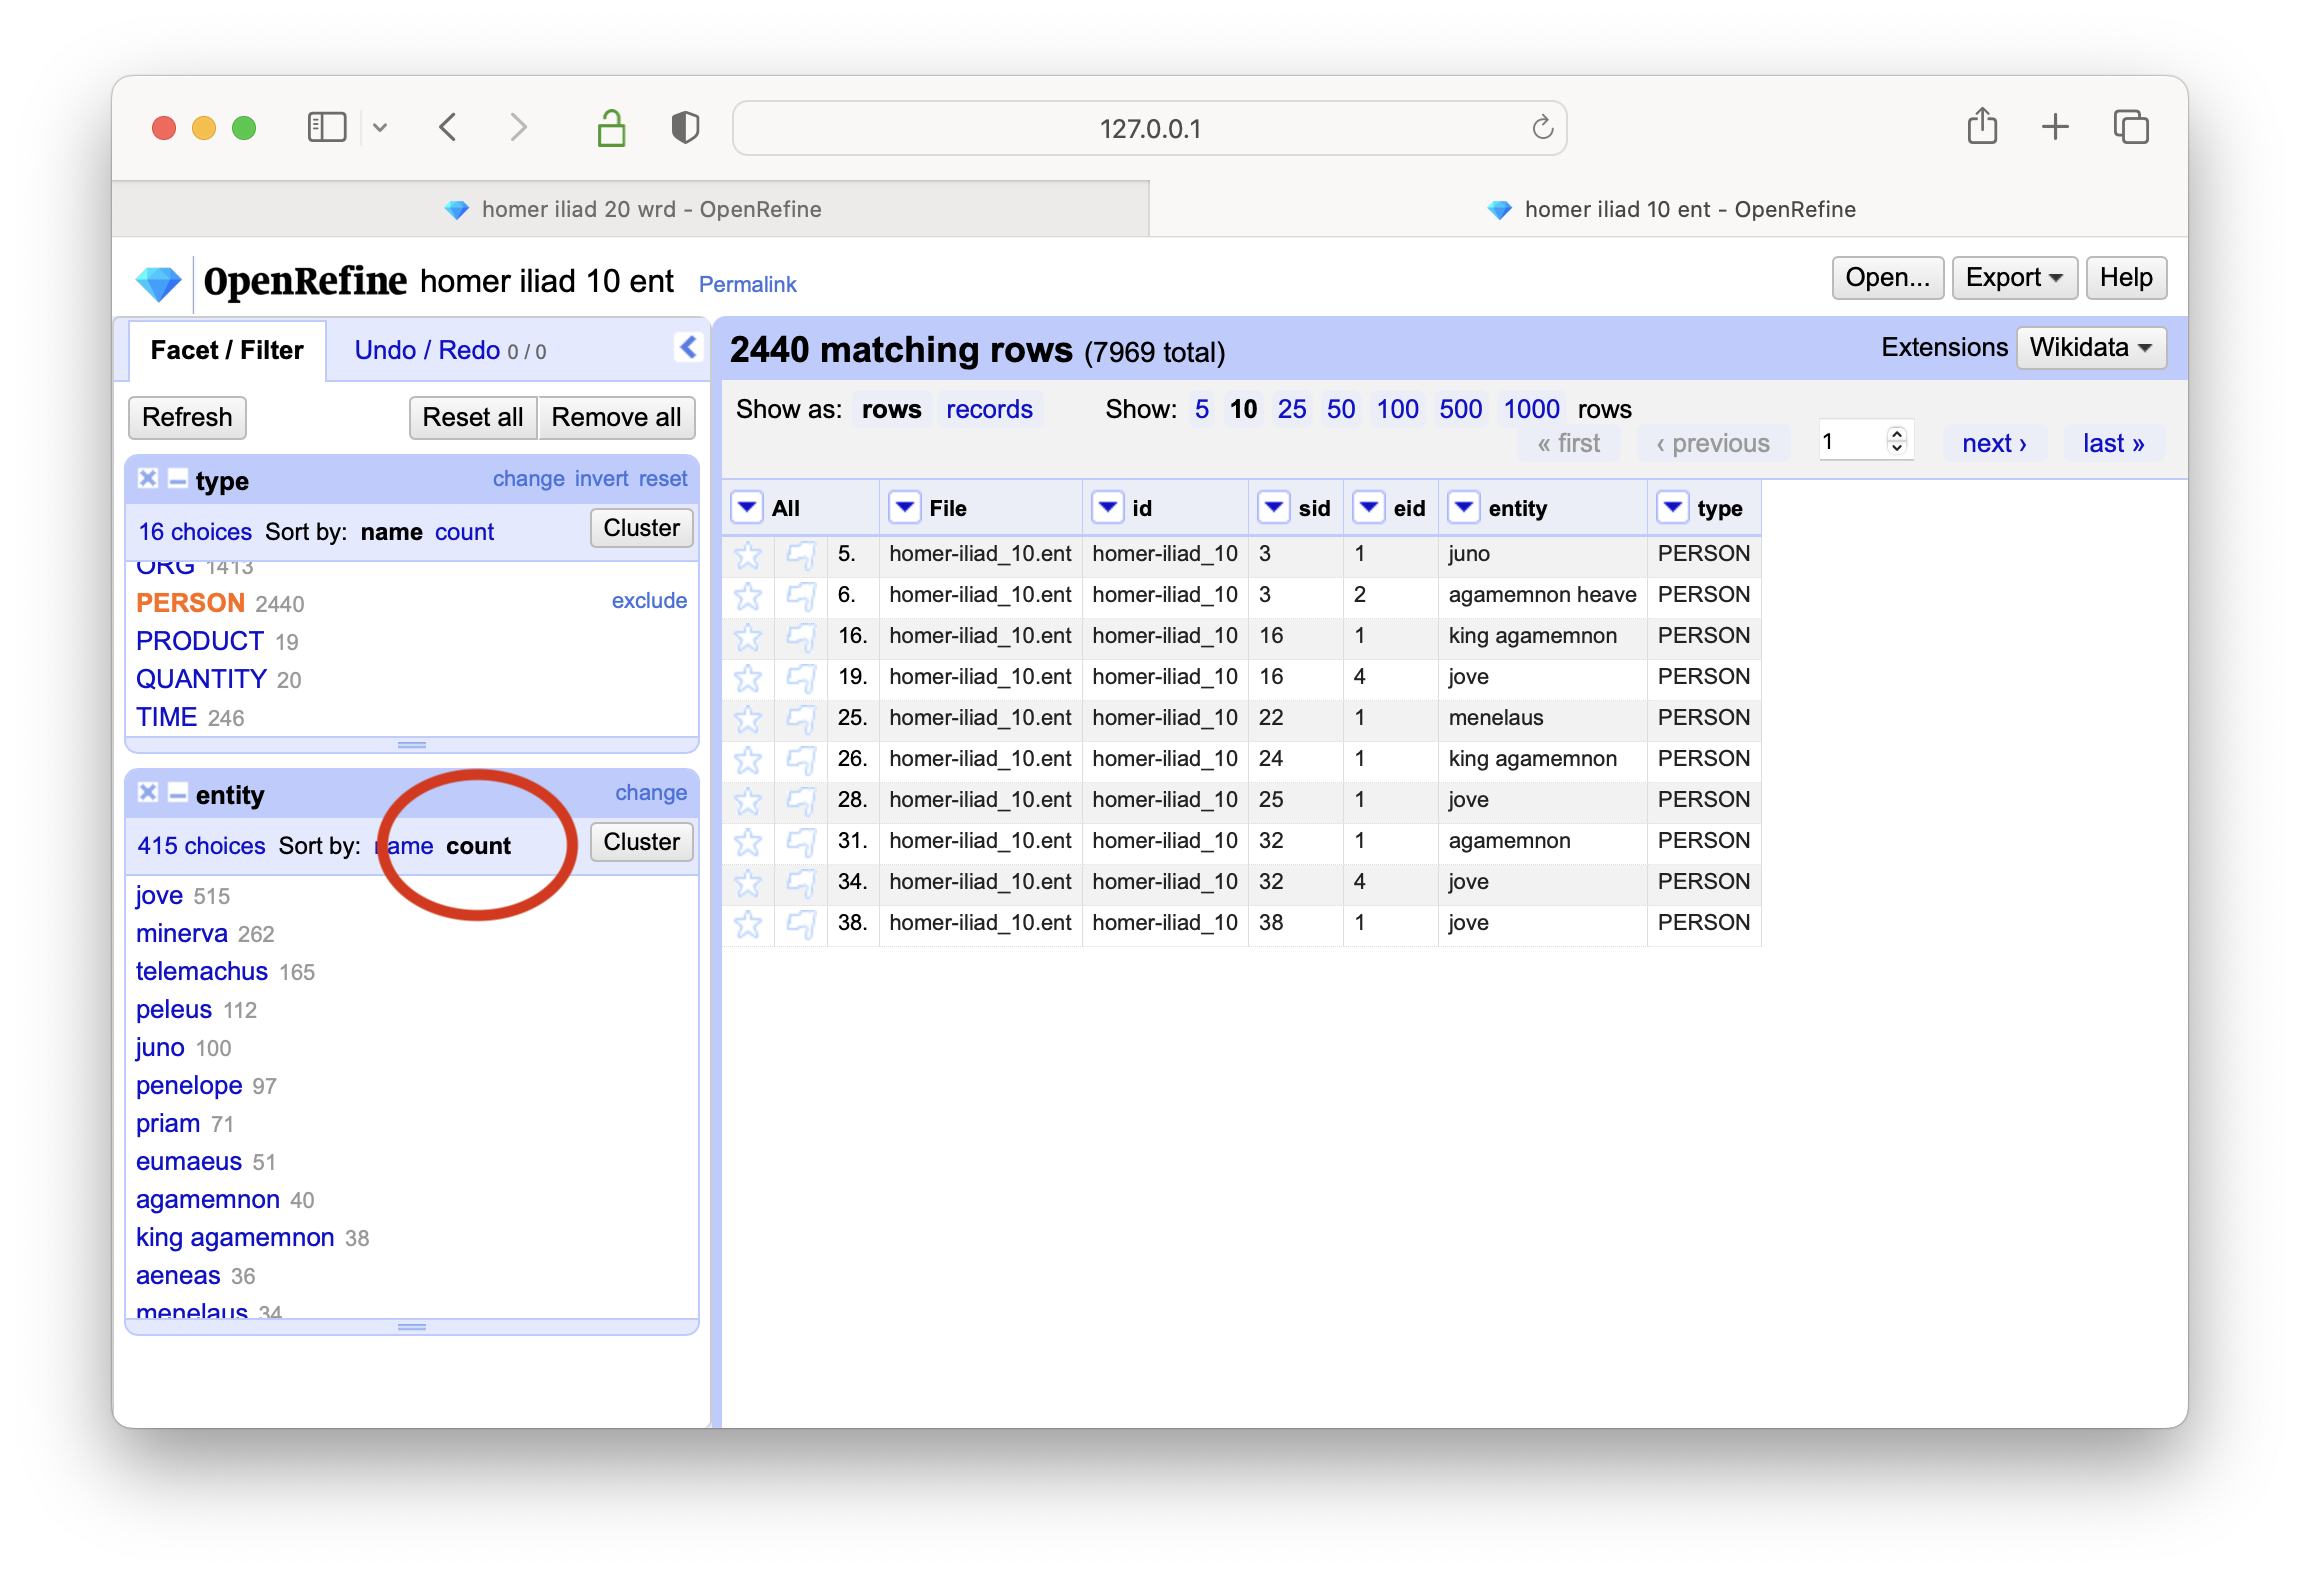 127.0.0.1
homer iliad 20 wrd - OpenRefine
homer iliad 10 ent - OpenRefine
OpenRefine homer iliad 10 ent Permalink
Open... Export Help
Facet / Filter Undo / Redo 0 / 0
Refresh Reset all Remove all
type change invert reset
16 choices Sort by: name count Cluster
ORG 1413
PERSON 2440 exclude
PRODUCT 19
QUANTITY 20
TIME 246
entity change
415 choices Sort by: name count Cluster
jove 515
minerva 262
telemachus 165
peleus 112
juno 100
penelope 97
priam 71
eumaeus 51
agamemnon 40
king agamemnon 38
aeneas 36
menelaus 34
2440 matching rows (7969 total)
Extensions Wikidata
Show as: rows records Show: 5 10 25 50 100 500 1000 rows
« first ‹ previous 1 next › last »
All File id sid eid entity type
5. homer-iliad_10.ent homer-iliad_10 3 1 juno PERSON
6. homer-iliad_10.ent homer-iliad_10 3 2 agamemnon heave PERSON
16. homer-iliad_10.ent homer-iliad_10 16 1 king agamemnon PERSON
19. homer-iliad_10.ent homer-iliad_10 16 4 jove PERSON
25. homer-iliad_10.ent homer-iliad_10 22 1 menelaus PERSON
26. homer-iliad_10.ent homer-iliad_10 24 1 king agamemnon PERSON
28. homer-iliad_10.ent homer-iliad_10 25 1 jove PERSON
31. homer-iliad_10.ent homer-iliad_10 32 1 agamemnon PERSON
34. homer-iliad_10.ent homer-iliad_10 32 4 jove PERSON
38. homer-iliad_10.ent homer-iliad_10 38 1 jove PERSON